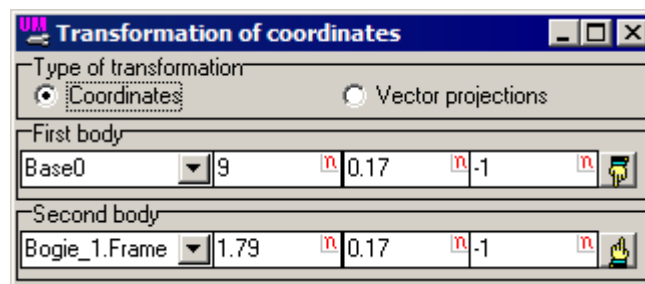 UM Transformation of coordinates
Type of transformation
Coordinates Vector projections
First body
Base0 9 n 0.17 n -1 n
Second body
Bogie_1.Frame 1.79 n 0.17 n -1 n